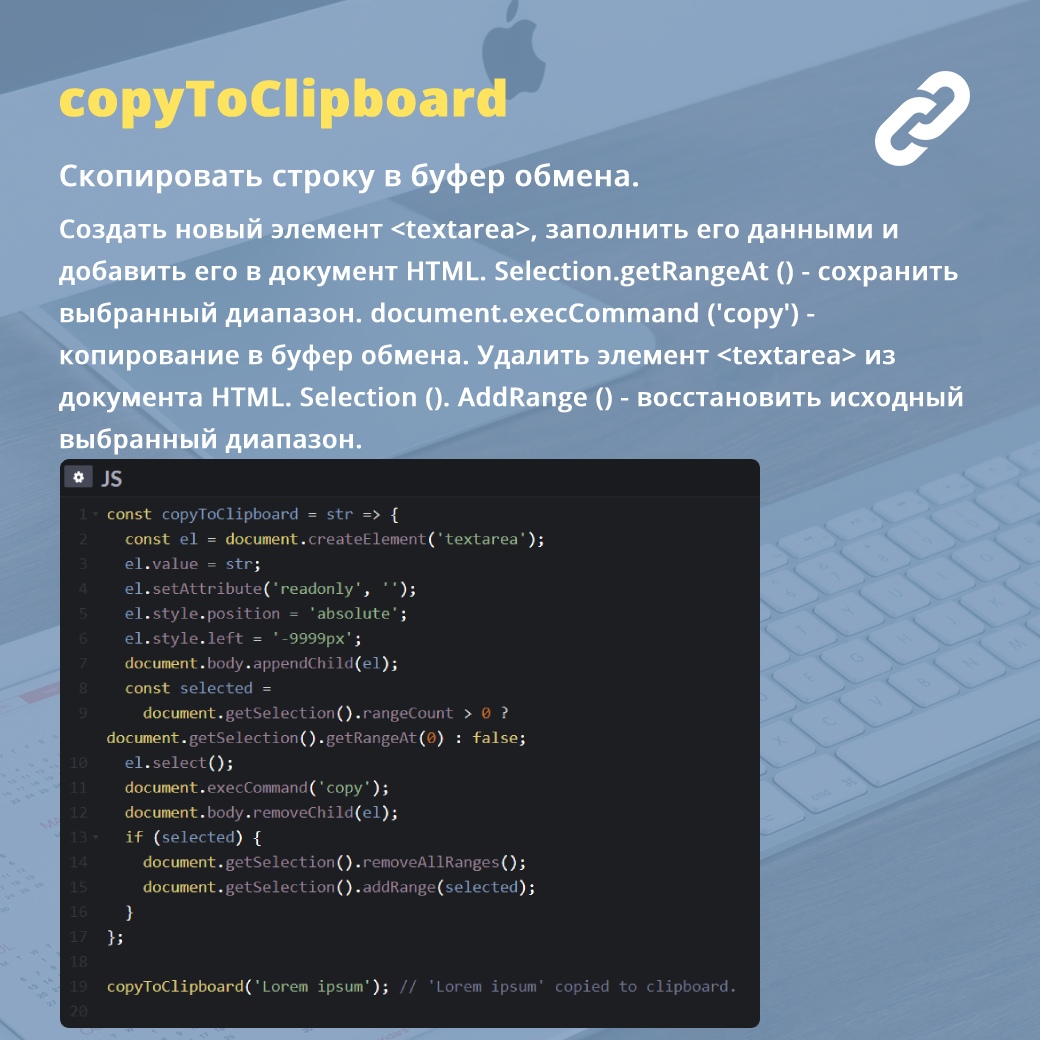 copyToClipboard
Скопировать строку в буфер обмена.
Создать новый элемент <textarea>, заполнить его данными и
добавить его в документ HTML. Selection.getRangeAt () - сохранить
выбранный диапазон. document.execCommand ('copy') -
копирование в буфер обмена. Удалить элемент <textarea> из
документа HTML. Selection (). AddRange () - восстановить исходный
выбранный диапазон.
JS
1 const copyToClipboard = str => {
2 const el = document.createElement('textarea');
3 el.value = str;
4 el.setAttribute('readonly', '');
5 el.style.position = 'absolute';
6 el.style.left = '-9999px';
7 document.body.appendChild(el);
8 const selected =
9 document.getSelection().rangeCount > 0 ?
document.getSelection().getRangeAt(0) : false;
10 el.select();
11 document.execCommand('copy');
12 document.body.removeChild(el);
13 if (selected) {
14 document.getSelection().removeAllRanges();
15 document.getSelection().addRange(selected);
16 }
17 };
18
19 copyToClipboard('Lorem ipsum'); // 'Lorem ipsum' copied to clipboard.
20